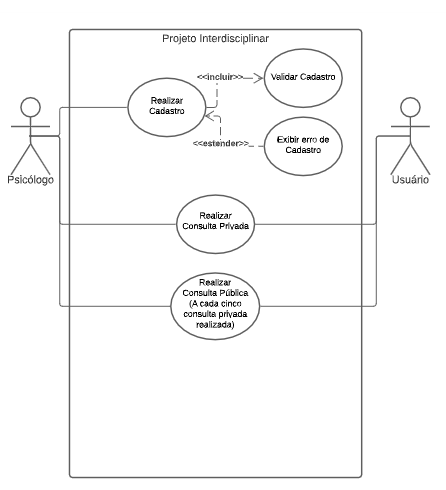 Projeto Interdisciplinar
<<incluir>>
Validar Cadastro
Realizar
Cadastro
<<estender>>
Exibir erro de
Cadastro
Psicólogo
Usuário
Realizar
Consulta Privada
Realizar
Consulta Pública
(A cada cinco
consulta privada
realizada)